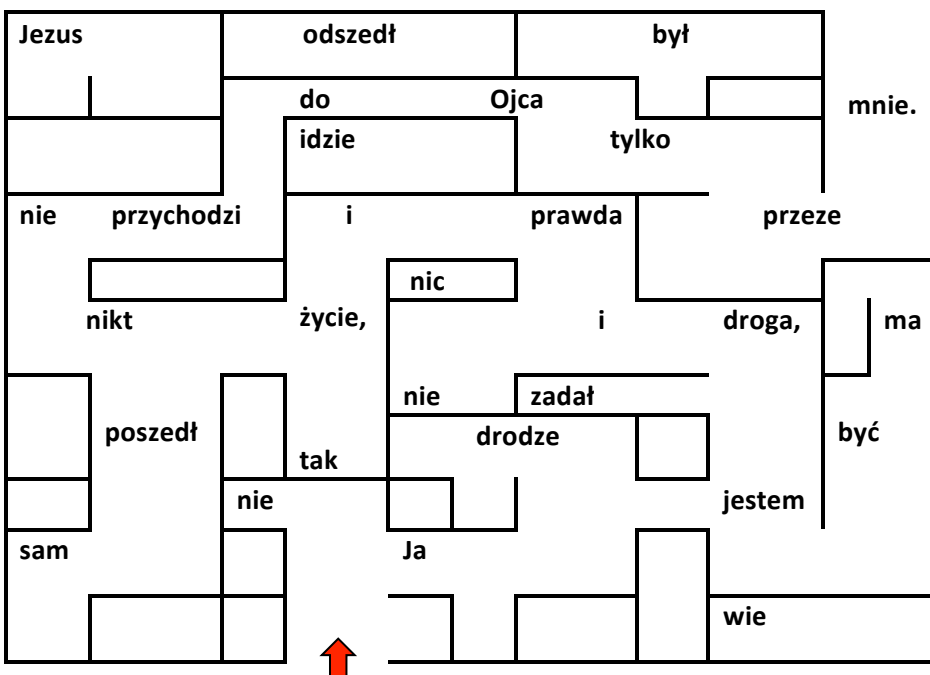 Jezus odszedł był
do Ojca mnie.
idzie tylko
nie przychodzi i prawda przeze
nic
nikt życie, i droga, ma
nie zadał
poszedł drodze być
tak
nie jestem
sam Ja
wie